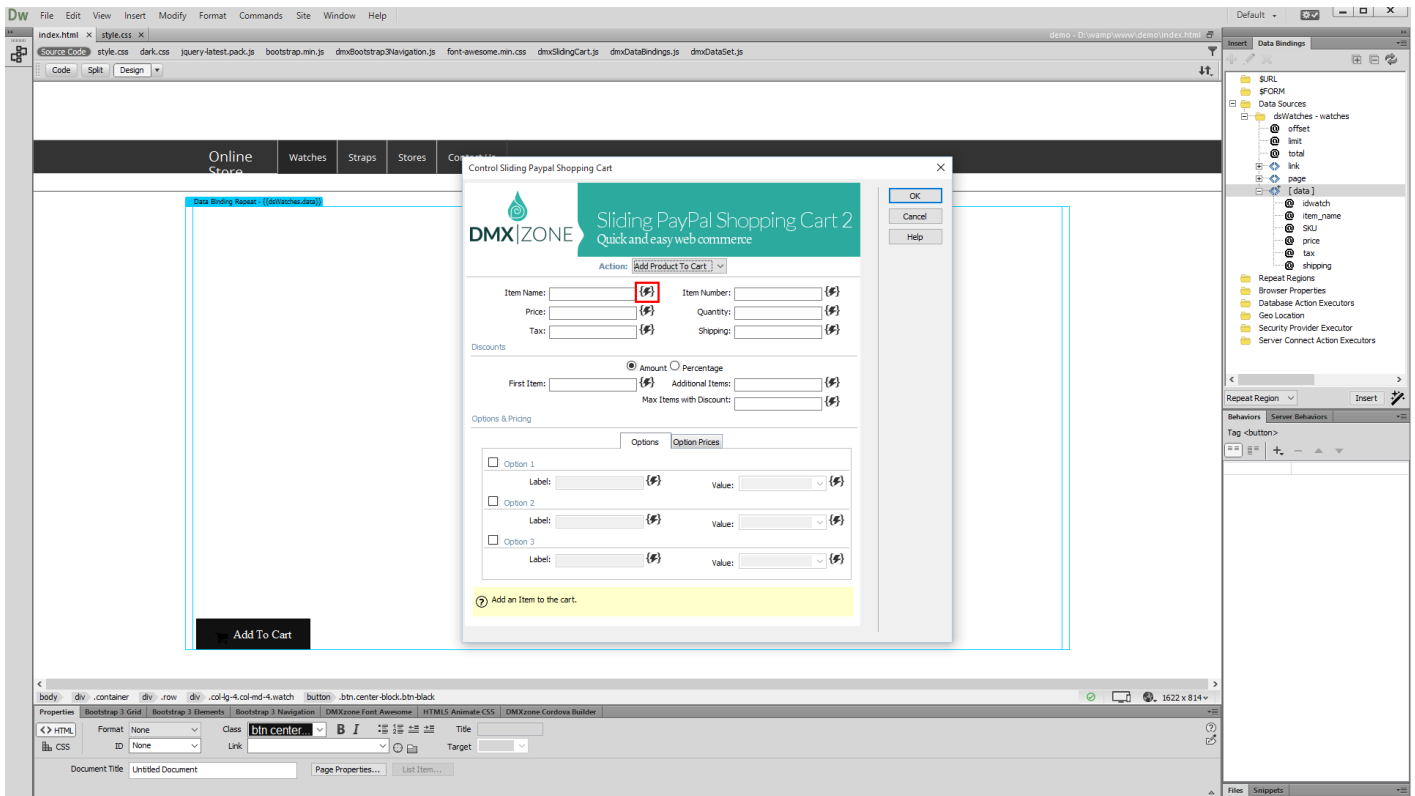 Dw File Edit View Insert Modify Format Commands Site Window Help Default
index.html × style.css × demo - D:\wamp\www\demo\index.html
Source Code style.css dark.css jquery-latest.pack.js bootstrap.min.js dmxBootstrap3Navigation.js font-awesome.min.css dmxSlidingCart.js dmxDataBindings.js dmxDataSet.js
Code Split Design
Online Store Watches Straps Stores
Data Binding Repeat - {{dsWatches.data}}
Add To Cart
Control Sliding Paypal Shopping Cart
DMX|ZONE
Sliding PayPal Shopping Cart 2
Quick and easy web commerce
OK
Cancel
Help
Action: Add Product To Cart
Item Name: Item Number:
Price: Quantity:
Tax: Shipping:
Discounts
Amount Percentage
First Item: Additional Items:
Max Items with Discount:
Options & Pricing
Options Option Prices
Option 1
Label: Value:
Option 2
Label: Value:
Option 3
Label: Value:
Add an Item to the cart.
Insert Data Bindings
$URL
$FORM
Data Sources
dsWatches - watches
offset
limit
total
link
page
[ data ]
idwatch
item_name
SKU
price
tax
shipping
Repeat Regions
Browser Properties
Database Action Executors
Geo Location
Security Provider Executor
Server Connect Action Executors
Repeat Region Insert
Behaviors Server Behaviors
Tag <button>
body div .container div .row div .col-lg-4.col-md-4.watch button .btn.center-block.btn-black 1622 x 814
Properties Bootstrap 3 Grid Bootstrap 3 Elements Bootstrap 3 Navigation DMXzone Font Awesome HTML5 Animate CSS DMXzone Cordova Builder
<> HTML Format None Class btn center... B I Title
CSS ID None Link Target
Document Title Untitled Document Page Properties... List Item...
Files Snippets